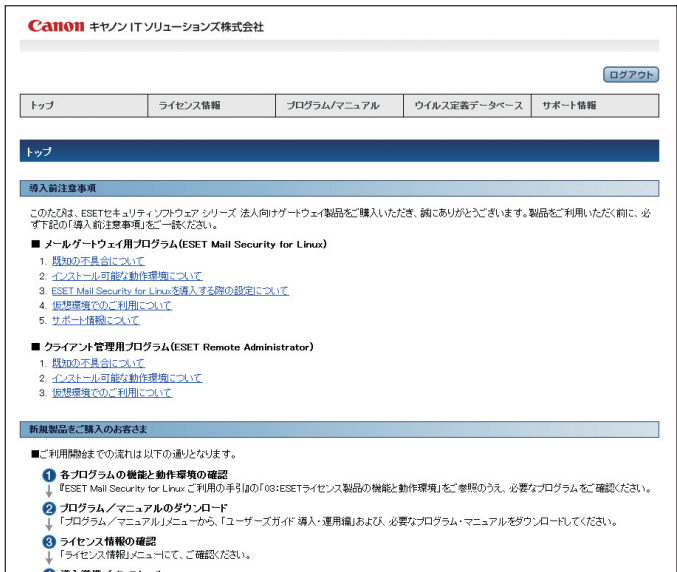 Canon キヤノン ITソリューションズ株式会社
ログアウト
トップ ライセンス情報 プログラム/マニュアル ウイルス定義データベース サポート情報
トップ
導入前注意事項
このたびは、ESETセキュリティソフトウェア シリーズ 法人向けゲートウェイ製品をご購入いただき、誠にありがとうございます。製品をご利用いただく前に、必
ず下記の「導入前注意事項」をご一読ください。
■ メールゲートウェイ用プログラム(ESET Mail Security for Linux)
1. 既知の不具合について
2. インストール可能な動作環境について
3. ESET Mail Security for Linuxを導入する際の設定について
4. 仮想環境でのご利用について
5. サポート情報について
■ クライアント管理用プログラム(ESET Remote Administrator)
1. 既知の不具合について
2. インストール可能な動作環境について
3. 仮想環境でのご利用について
新規製品をご購入のお客さま
■ご利用開始までの流れは以下の通りとなります。
1 各プログラムの機能と動作環境の確認
↓ 『ESET Mail Security for Linux ご利用の手引』の「03:ESETライセンス製品の機能と動作環境」をご参照のうえ、必要なプログラムをご確認ください。
2 プログラム／マニュアルのダウンロード
↓ 「プログラム/マニュアル」メニューから、「ユーザーズガイド 導入・運用編」および、必要なプログラム・マニュアルをダウンロードしてください。
3 ライセンス情報の確認
↓ 「ライセンス情報」メニューにて、ご確認ください。